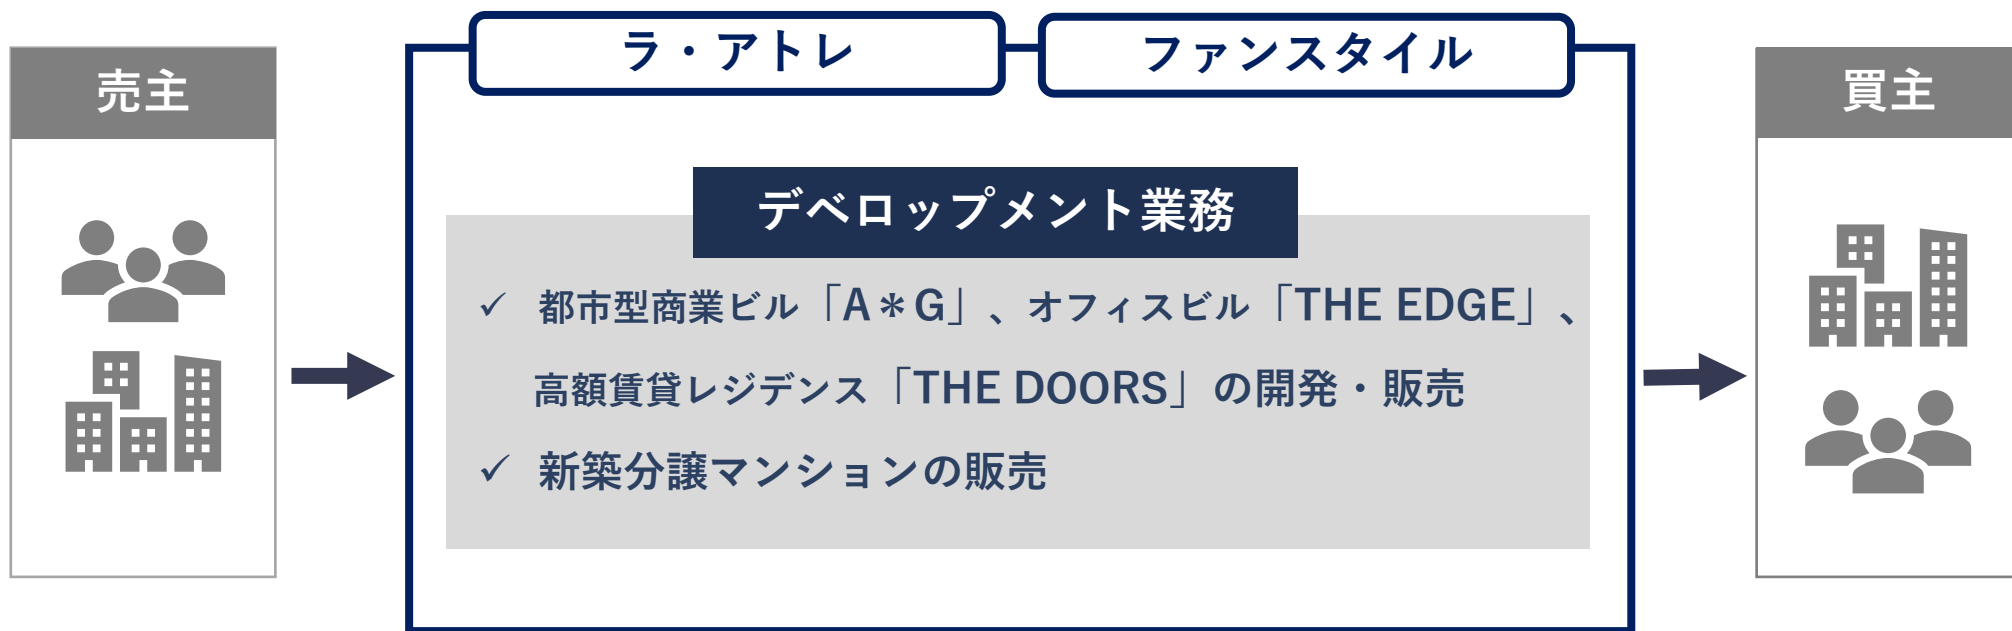 売主
ラ・アトレ
ファンスタイル
買主
デベロップメント業務
✓ 都市型商業ビル「A＊G」、オフィスビル「THE EDGE」、
高額賃貸レジデンス「THE DOORS」の開発・販売
✓ 新築分譲マンションの販売